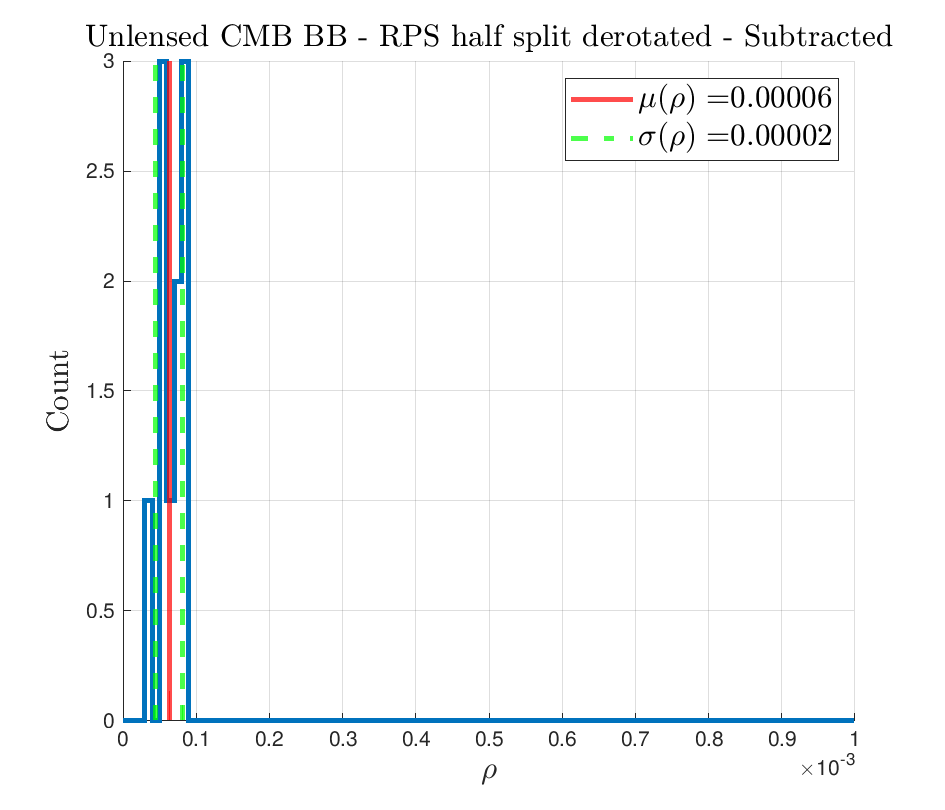 Unlensed CMB BB - RPS half split derotated - Subtracted
3
2.5
2
1.5
1
0.5
0
Count
μ(ρ) =0.00006
σ(ρ) =0.00002
0 0.1 0.2 0.3 0.4 0.5 0.6 0.7 0.8 0.9 1
×10-3
ρ